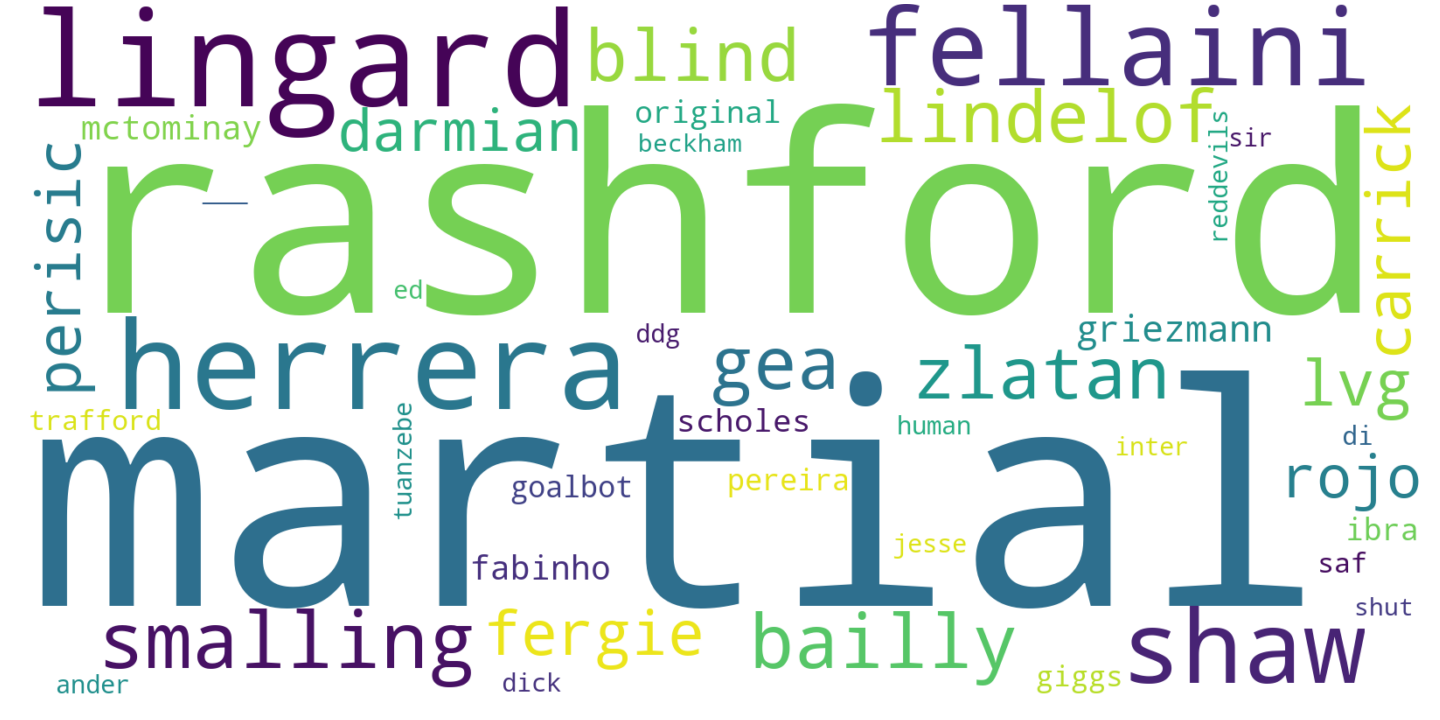 lingard
blind
fellaini
mctominay
darmian
original
beckham
lindelof
sir
reddevils
carrick
perisic
rashford
ed
herrera
ddg
gea
zlatan
griezmann
lvg
trafford
tuanzebe
scholes
human
inter
di
martial
goalbot
pereira
rojo
fabinho
jesse
ibra
saf
shut
smalling
fergie
bailly
shaw
ander
dick
giggs